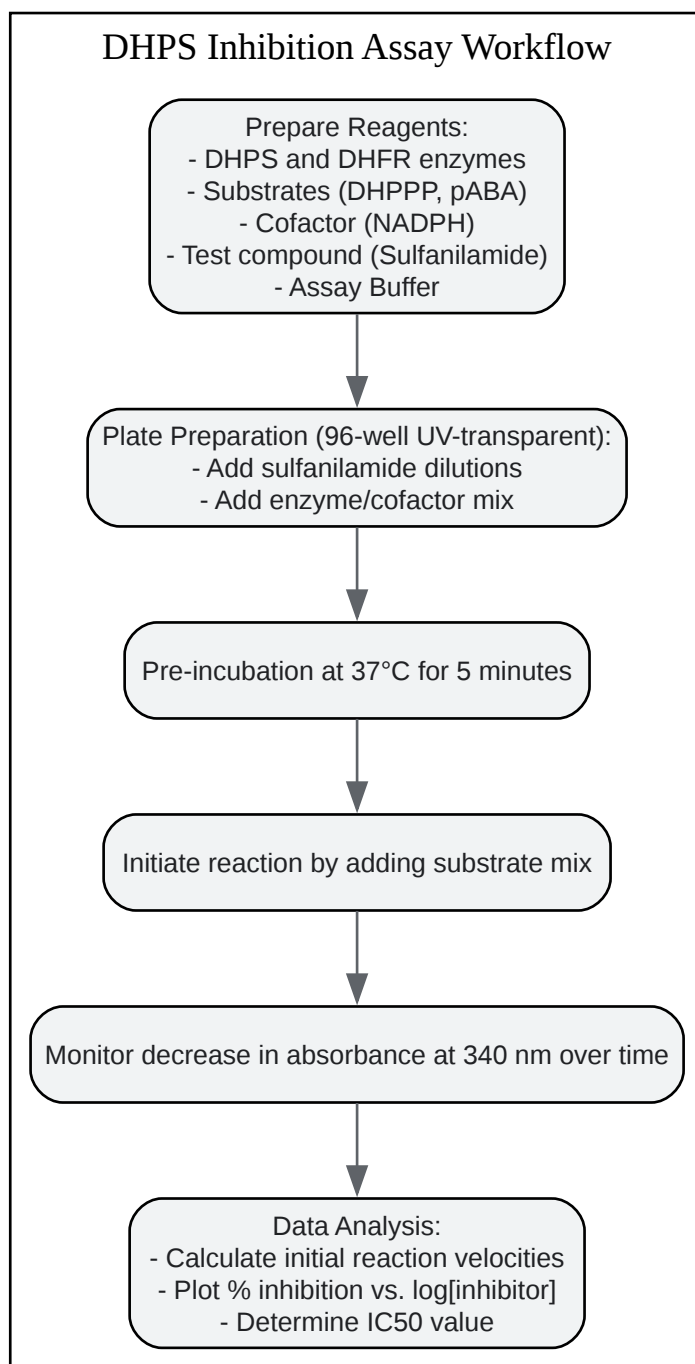 DHPS Inhibition Assay Workflow
Prepare Reagents:
- DHPS and DHFR enzymes
- Substrates (DHPPP, pABA)
- Cofactor (NADPH)
- Test compound (Sulfanilamide)
- Assay Buffer
Plate Preparation (96-well UV-transparent):
- Add sulfanilamide dilutions
- Add enzyme/cofactor mix
Pre-incubation at 37°C for 5 minutes
Initiate reaction by adding substrate mix
Monitor decrease in absorbance at 340 nm over time
Data Analysis:
- Calculate initial reaction velocities
- Plot % inhibition vs. log[inhibitor]
- Determine IC50 value